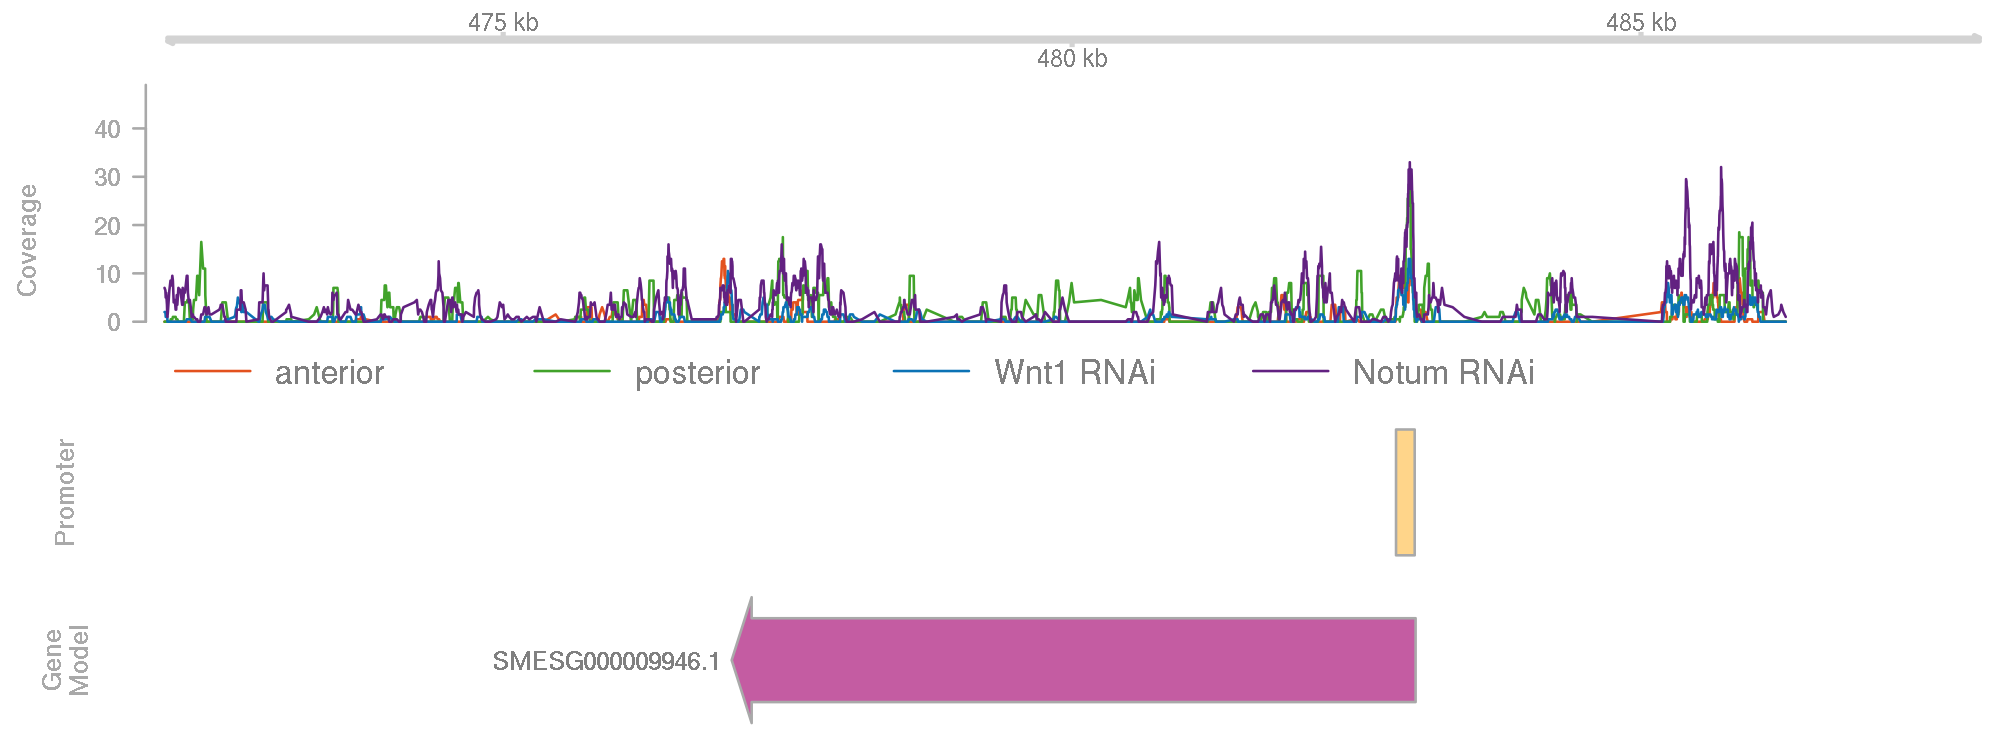 475 kb
485 kb
480 kb
Coverage
40
30
20
10
0
anterior posterior Wnt1 RNAi Notum RNAi
Promoter
Gene
Model
SMESG000009946.1